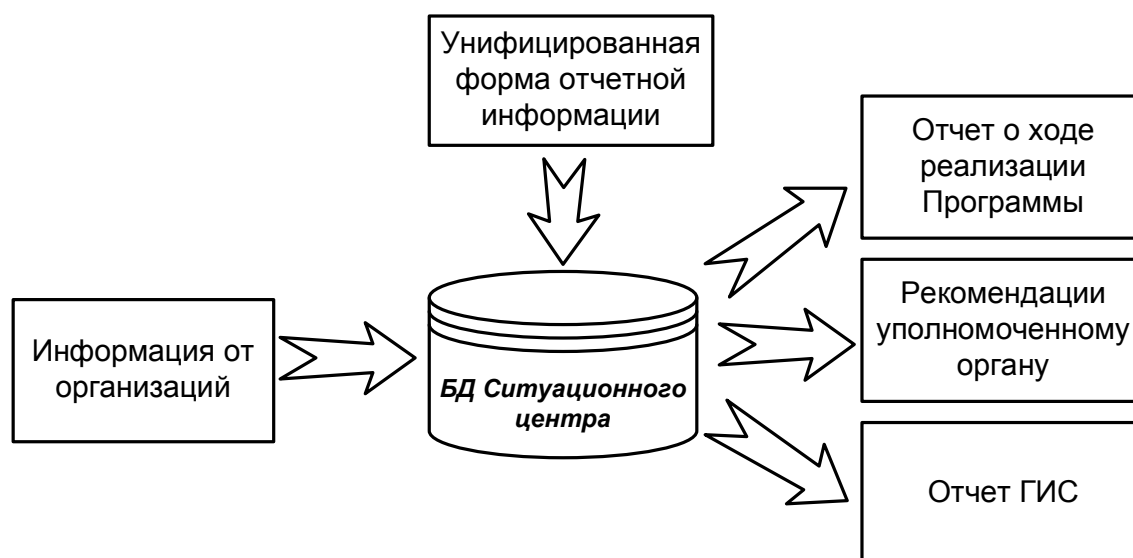 Унифицированная
форма отчетной
информации
Информация от
организаций
БД Ситуационного
центра
Отчет о ходе
реализации
Программы
Рекомендации
уполномоченному
органу
Отчет ГИС